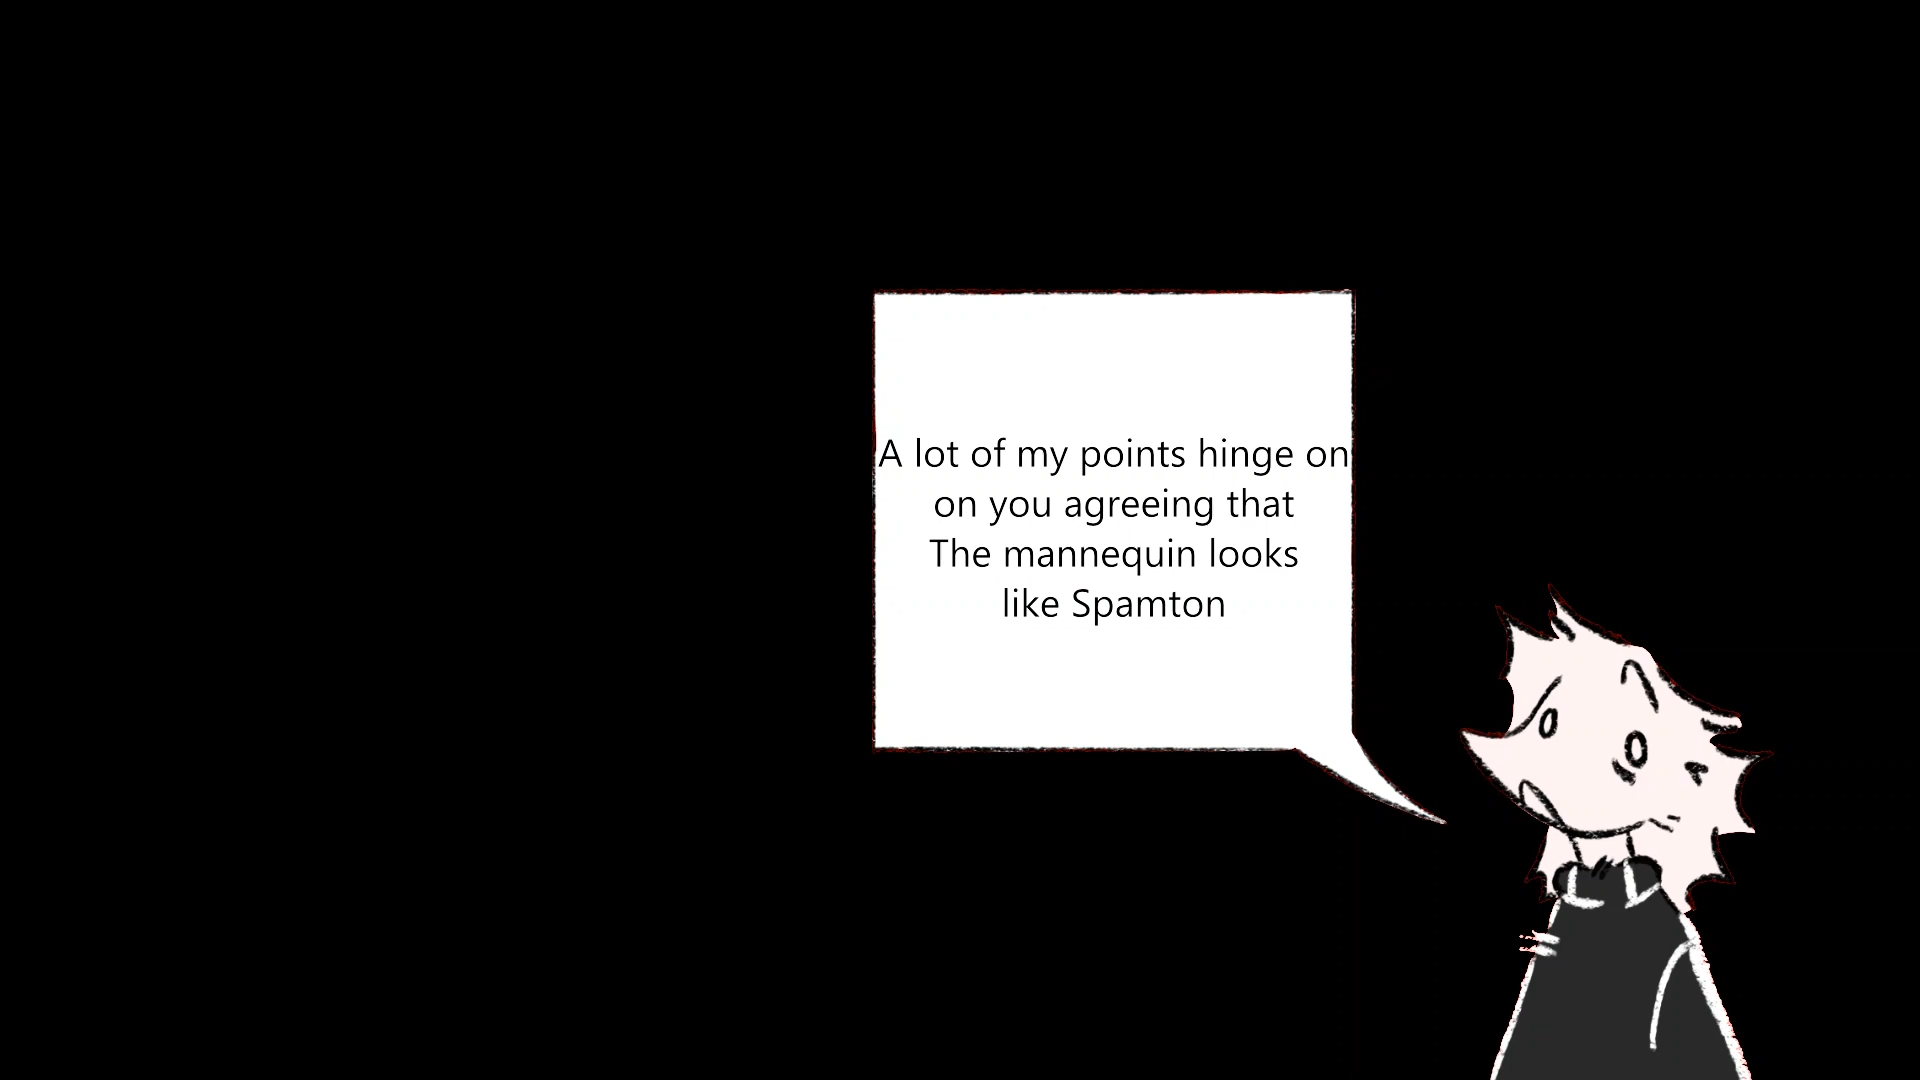 A lot of my points hinge on
on you agreeing that
The mannequin looks
like Spamton